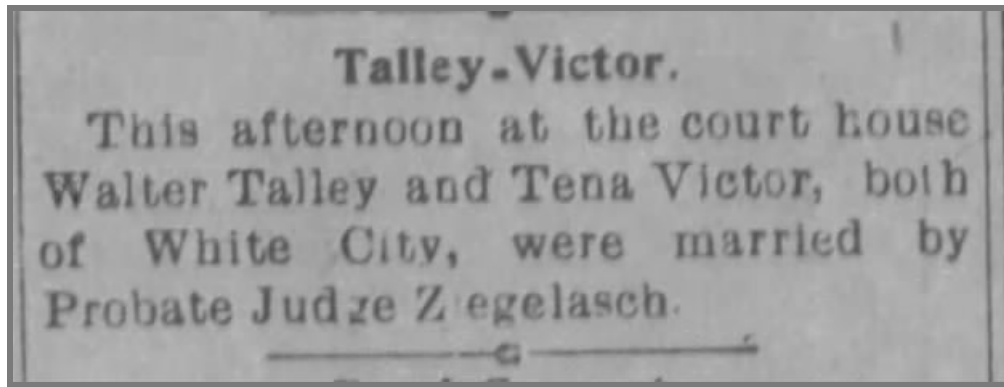 Talley-Victor.
This afternoon at the court house
Walter Talley and Tena Victor, both
of White City, were married by
Probate Judge Z egelasch.